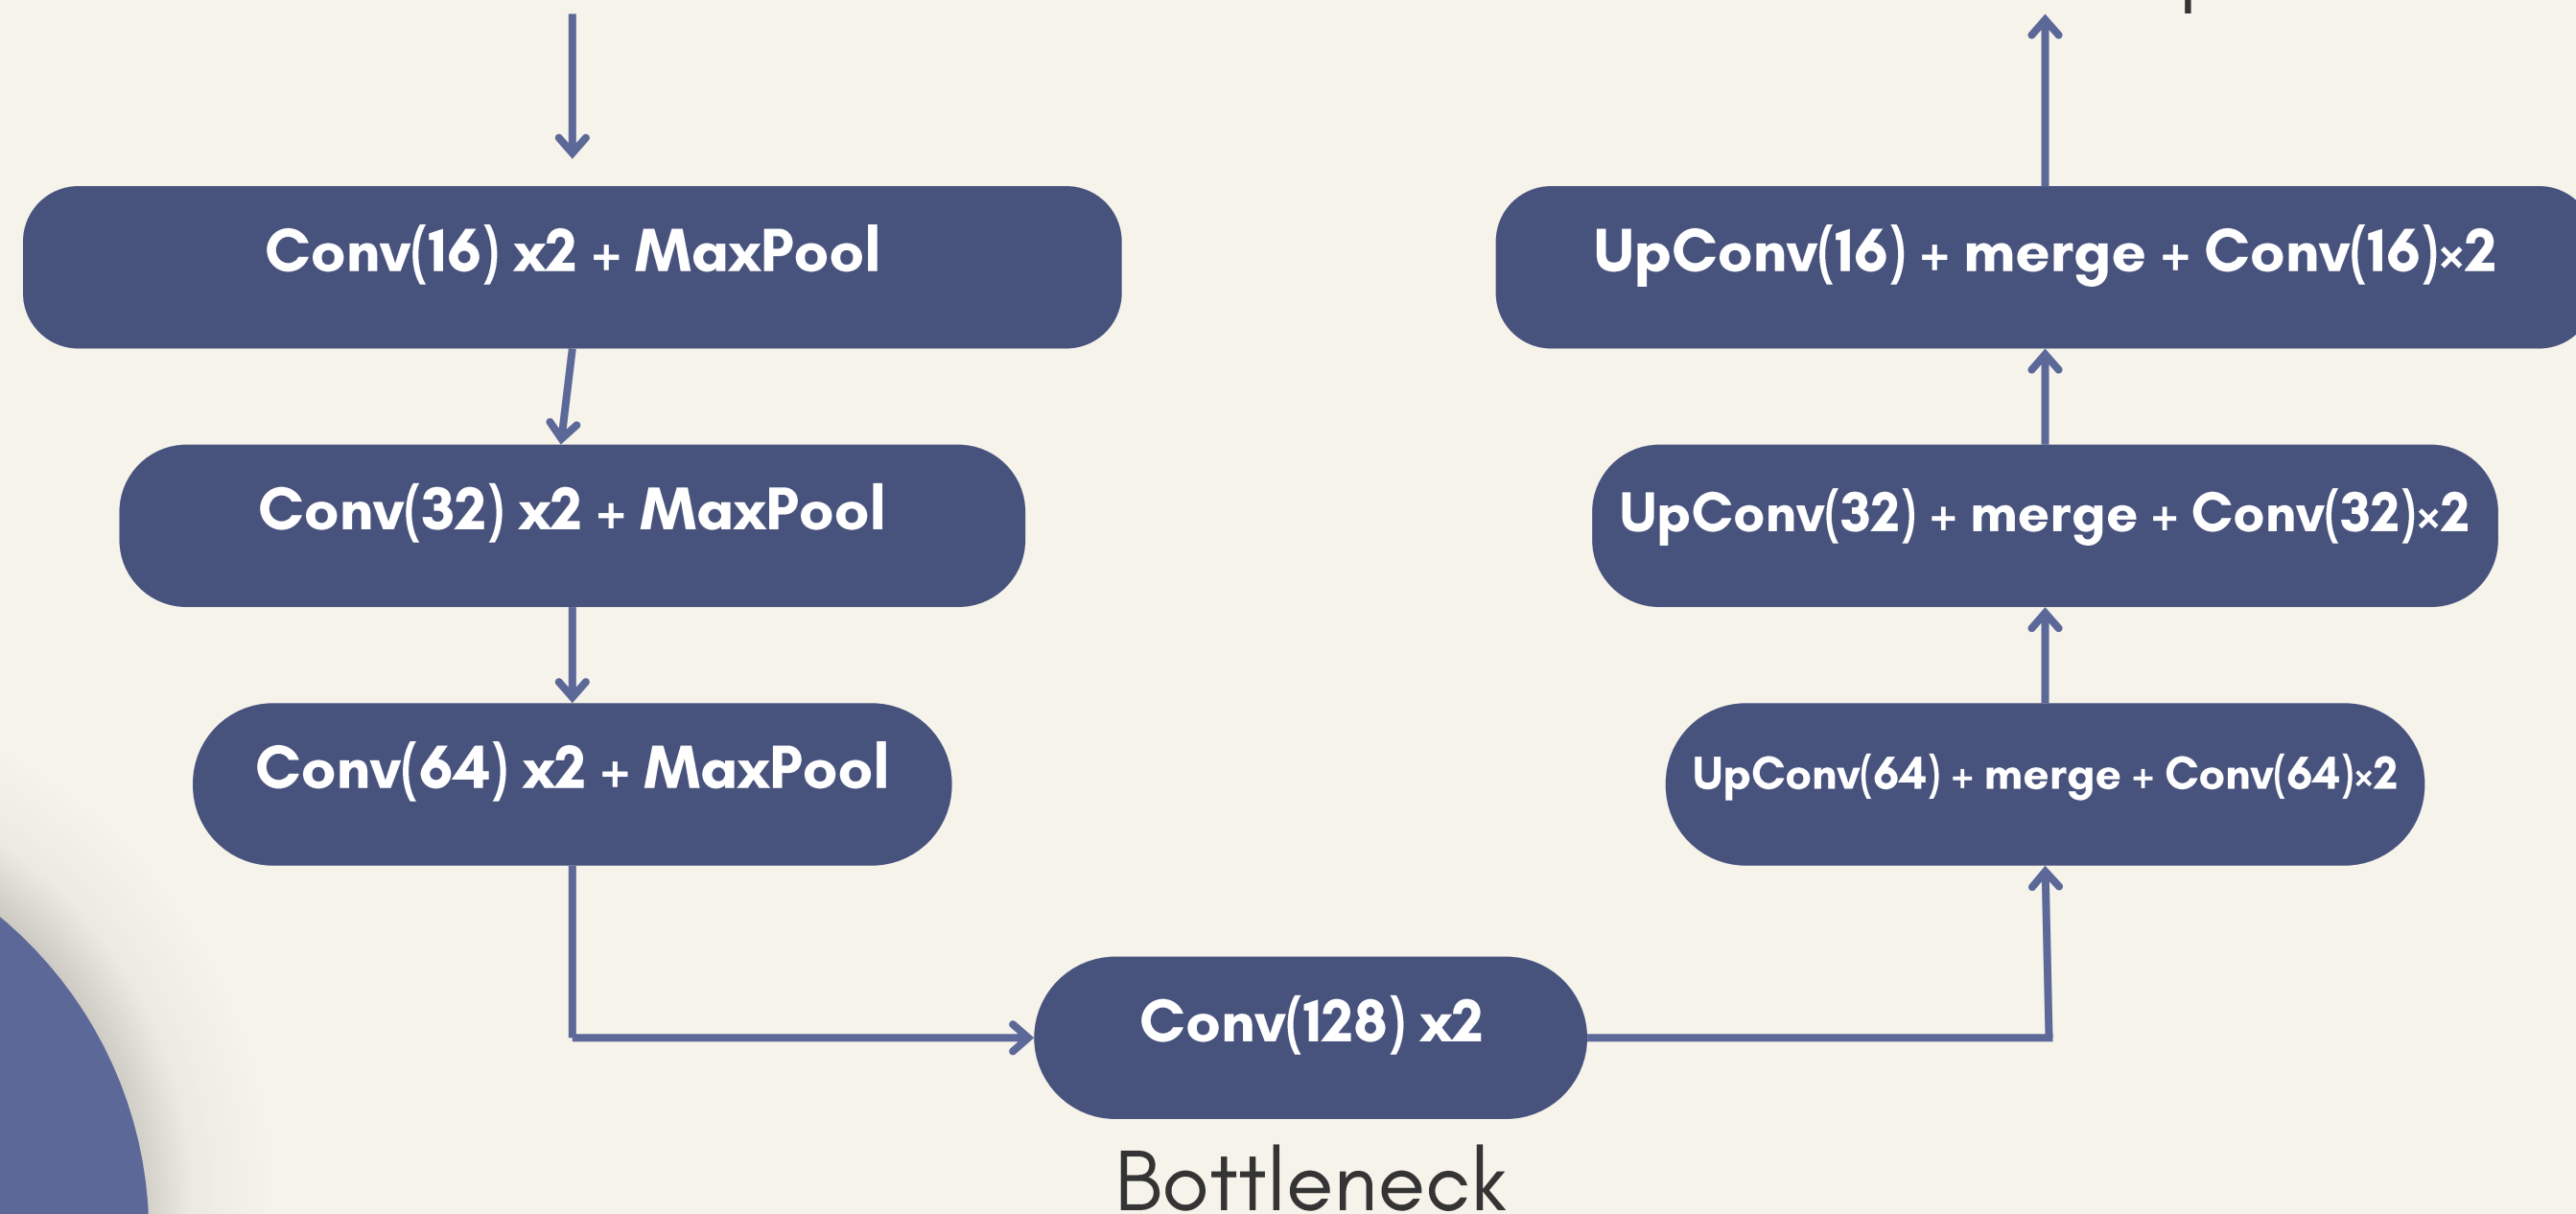 Conv(16) x2 + MaxPool
Conv(32) x2 + MaxPool
Conv(64) x2 + MaxPool
Conv(128) x2
Bottleneck
UpConv(64) + merge + Conv(64)×2
UpConv(32) + merge + Conv(32)×2
UpConv(16) + merge + Conv(16)×2